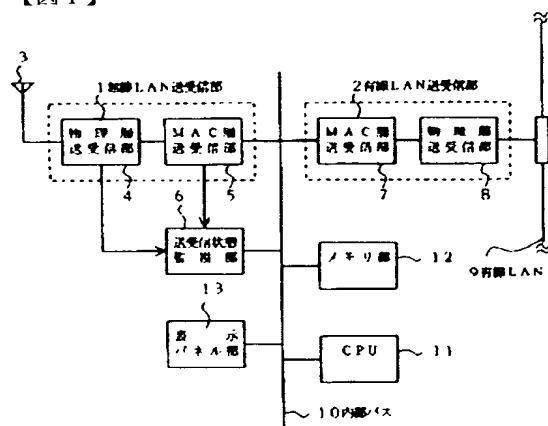 【図1】
3
1無線LAN送受信部
2有線LAN送受信部
物理層
送受信部
MAC層
送受信部
MAC層
送受信部
物理層
送受信部
4
5
7
8
6
送受信状態
監視部
メモリ部
12
9有線LAN
13
表示
パネル部
CPU
11
10内部バス